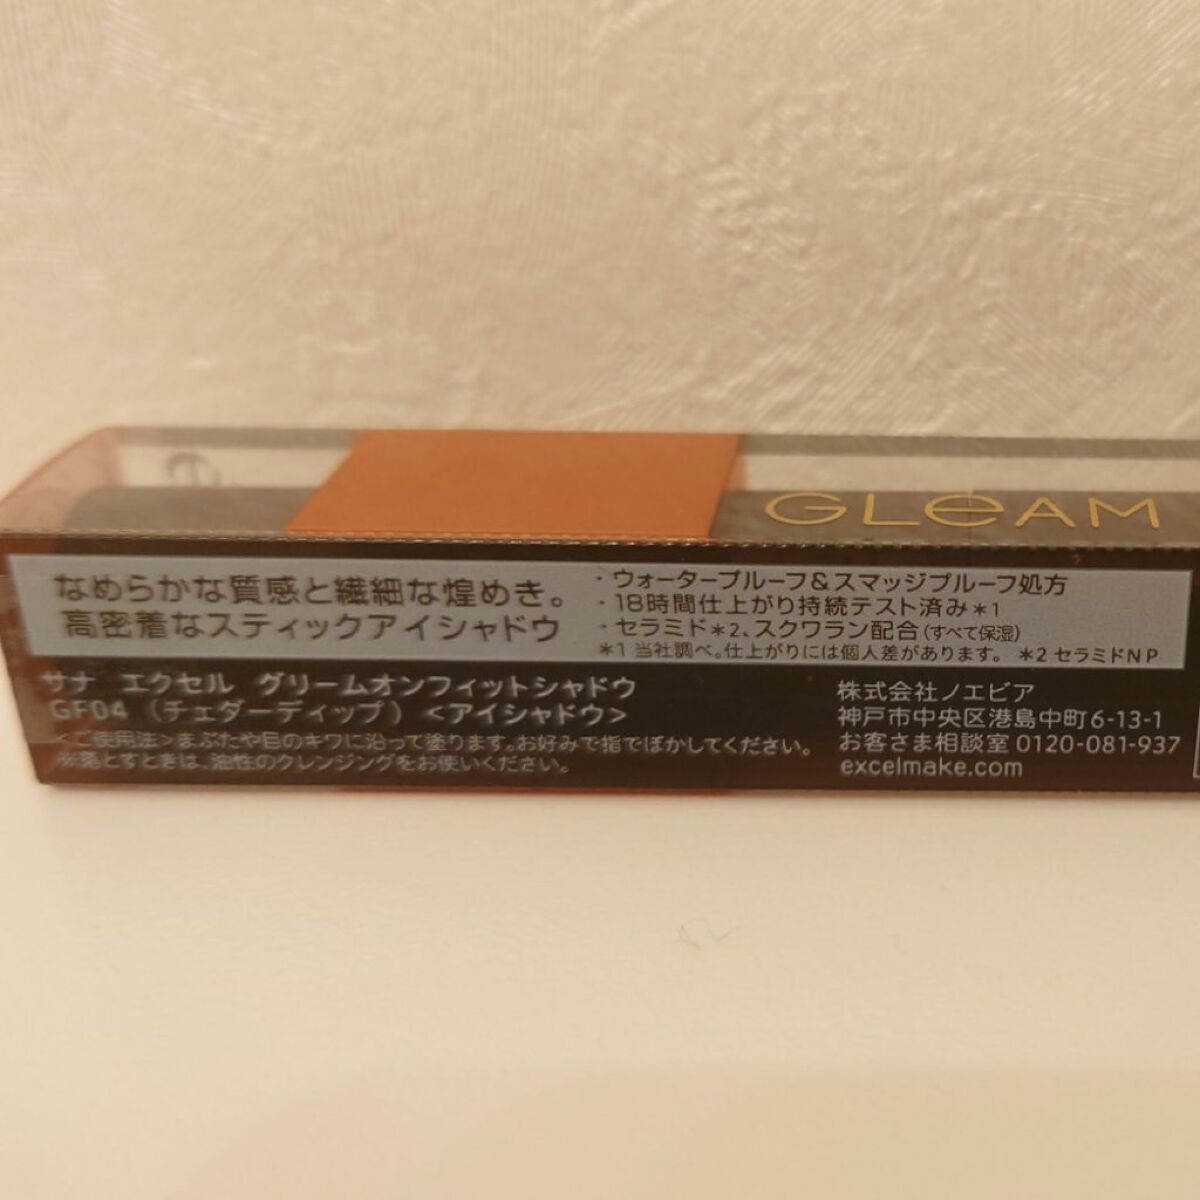 GLeAM
なめらかな質感と繊細な煌めき。
高密着なスティックアイシャドウ
・ウォータープルーフ&スマッジプルーフ処方
・18時間仕上がり持続テスト済み*1
・セラミド*2、スクワラン配合(すべて保湿)
*1 当社調べ。仕上がりには個人差があります。 *2 セラミドNP
サナ エクセル グリームオンフィットシャドウ
GF04 (チェダーディップ) <アイシャドウ>
<ご使用法>まぶたや目のキワに沿って塗ります。お好みで指でぼかしてください。
※落とすときは、油性のクレンジングをお使いください。
株式会社ノエビア
神戸市中央区港島中町6-13-1
お客さま相談室 0120-081-937
excelmake.com